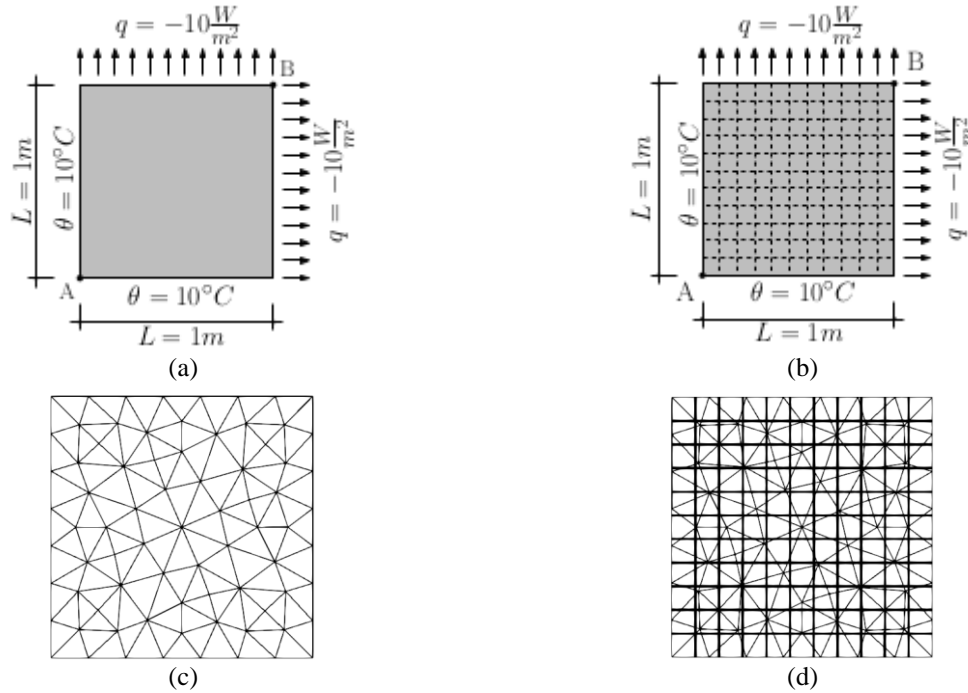 q = −10 W/m²
B
L = 1m
θ = 10°C
q = −10 W/m²
A
θ = 10°C
L = 1m
(a)
q = −10 W/m²
B
L = 1m
θ = 10°C
q = −10 W/m²
A
θ = 10°C
L = 1m
(b)
(c)
(d)